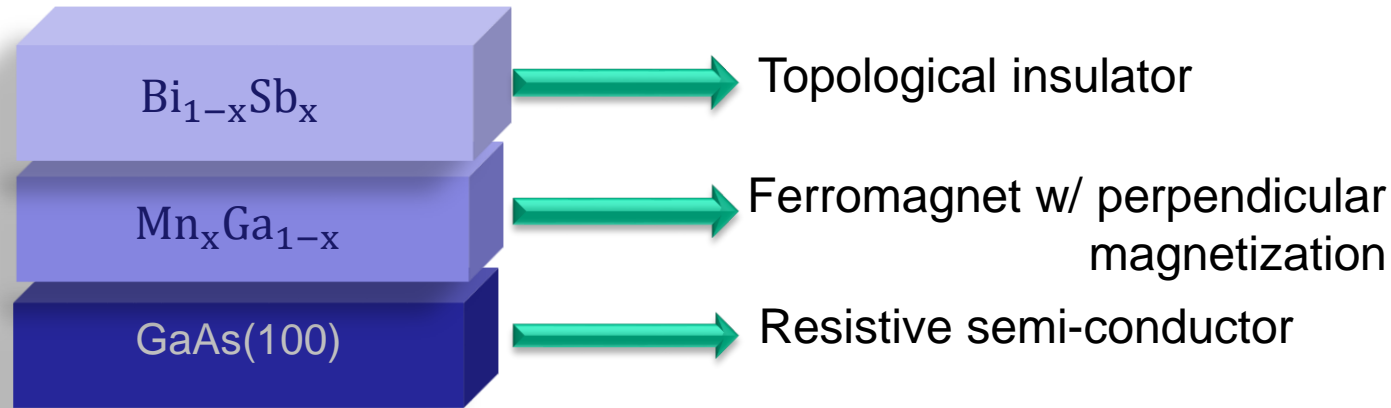 Bi₁₋ₓSbₓ
Topological insulator
MnₓGa₁₋ₓ
Ferromagnet w/ perpendicular
magnetization
GaAs(100)
Resistive semi-conductor